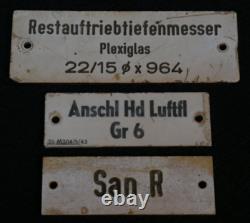 Restauftriebtiefenmesser
Plexiglas
22/15 ø x 964
Anschl Hd Luftfl
Gr 6
San R